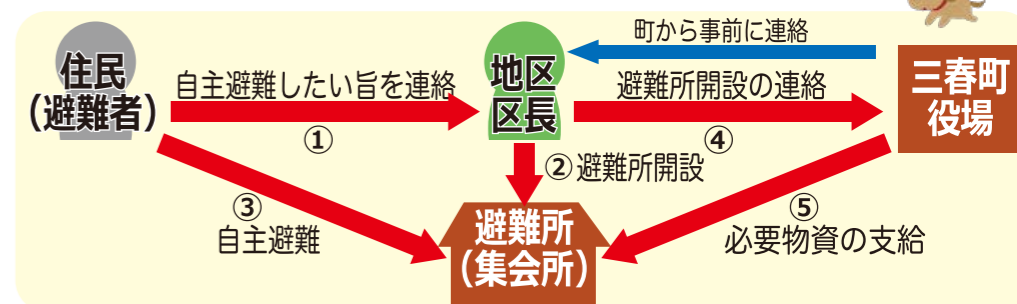 町から事前に連絡
住民
(避難者)
自主避難したい旨を連絡
①
地区
区長
避難所開設の連絡
④
三春町
役場
②避難所開設
③
自主避難
避難所
(集会所)
⑤
必要物資の支給